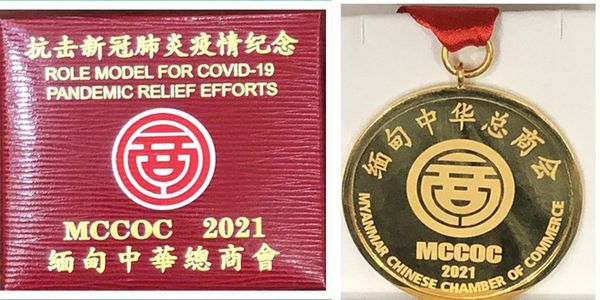 抗击新冠肺炎疫情纪念
ROLE MODEL FOR COVID-19
PANDEMIC RELIEF EFFORTS
商
MCCOC 2021
缅甸中華總商會
缅甸中华总商会
商
MCCOC
2021
MYANMAR CHINESE CHAMBER OF COMMERCE